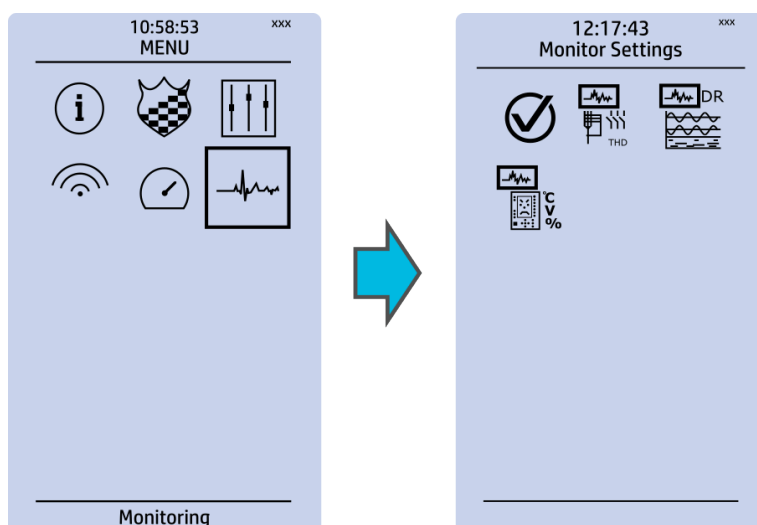 10:58:53
xxx
MENU
i
Monitoring
12:17:43
xxx
Monitor Settings
THD
DR
°C
V
%